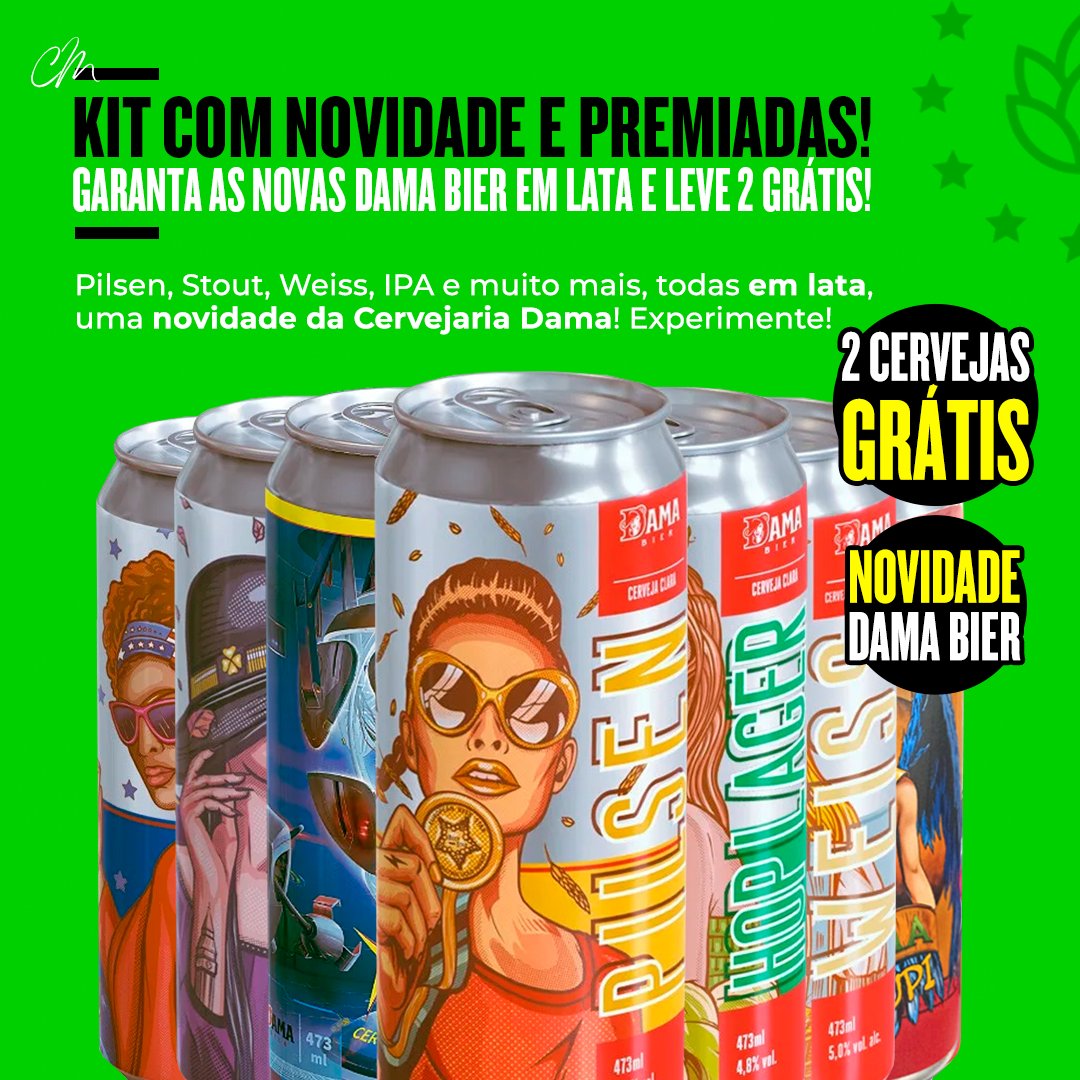 CM
KIT COM NOVIDADE E PREMIADAS!
GARANTA AS NOVAS DAMA BIER EM LATA E LEVE 2 GRÁTIS!
Pilsen, Stout, Weiss, IPA e muito mais, todas em lata,
uma novidade da Cervejaria Dama! Experimente!
2 CERVEJAS
GRÁTIS
NOVIDADE
DAMA BIER
DAMA
BIER
CERVEJA CLARA
PILSEN
473ml
DAMA
BIER
CERVEJA CLARA
HOP LAGER
473ml
4,8% vol.
DAMA
WEISS
473ml
5,0% vol. alc.
DAMA
473
ml